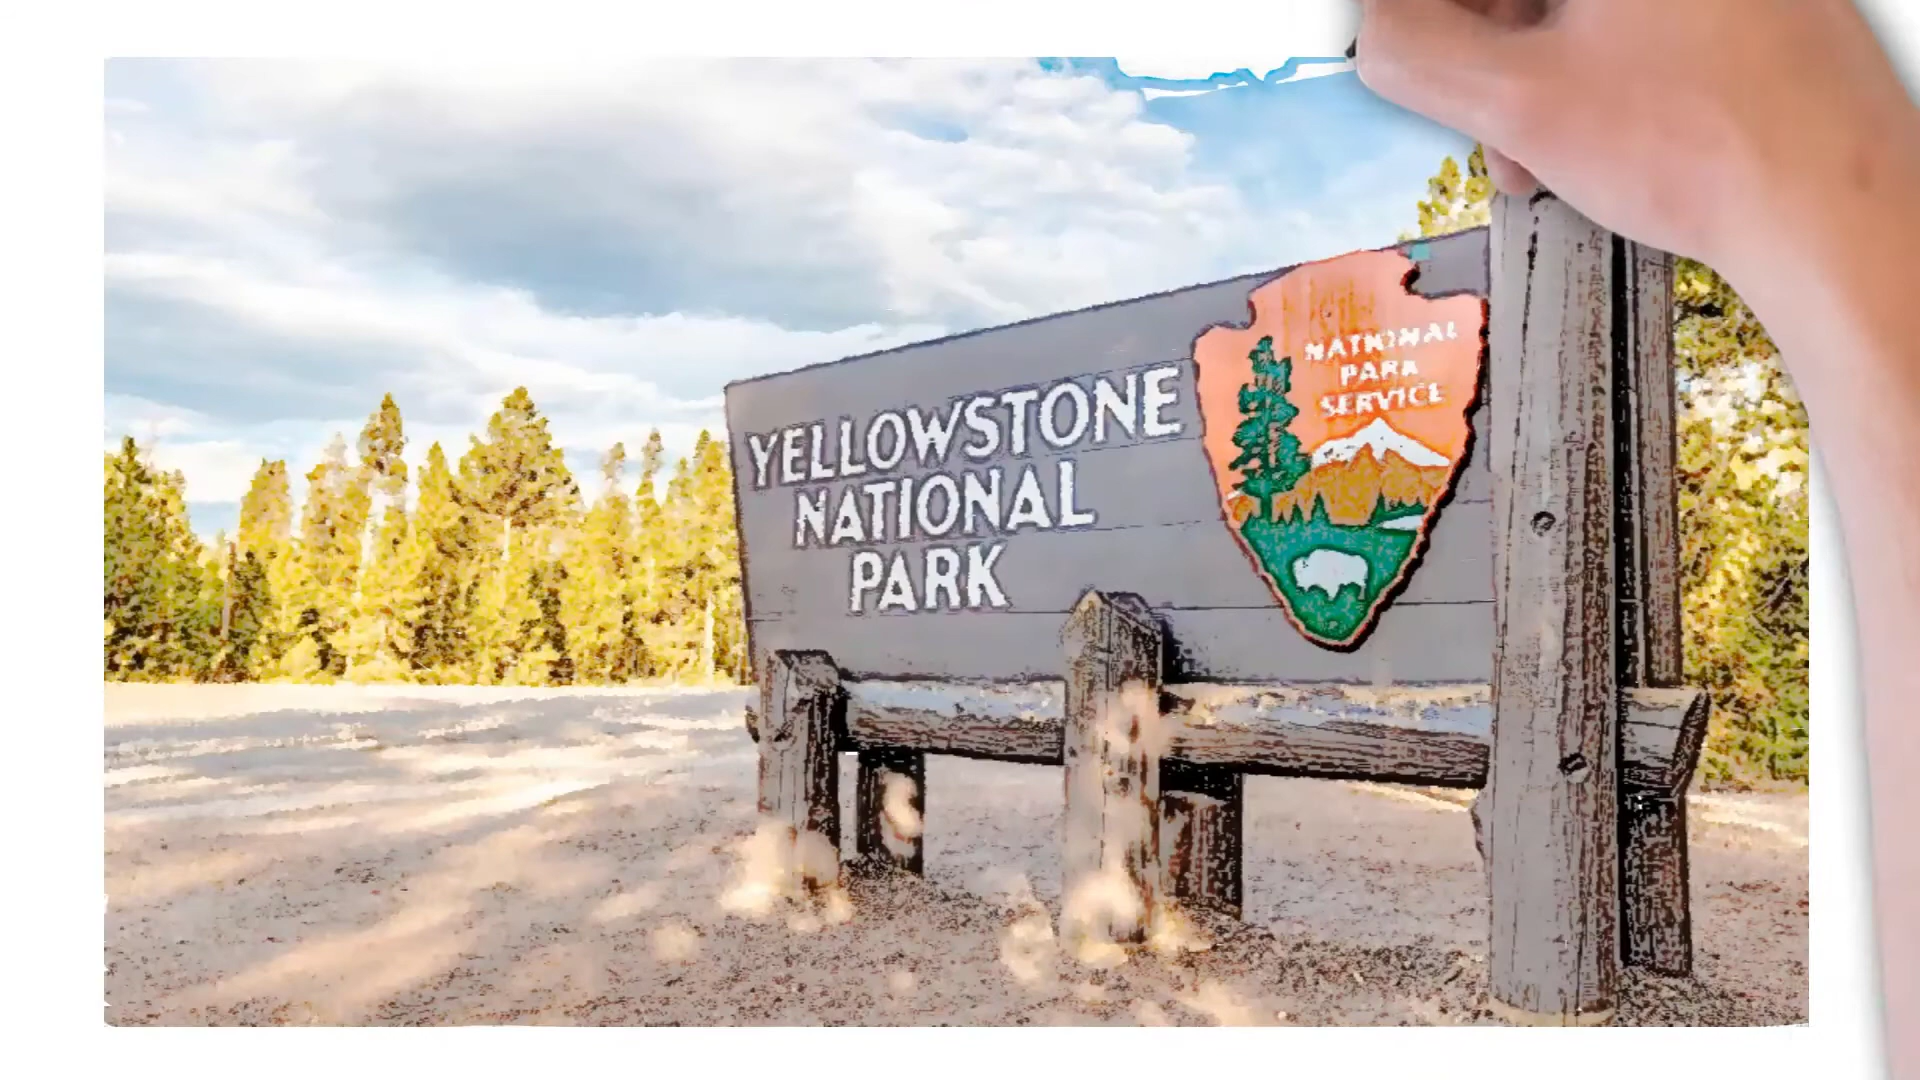 YELLOWSTONE
NATIONAL
PARK
NATIONAL
PARK
SERVICE